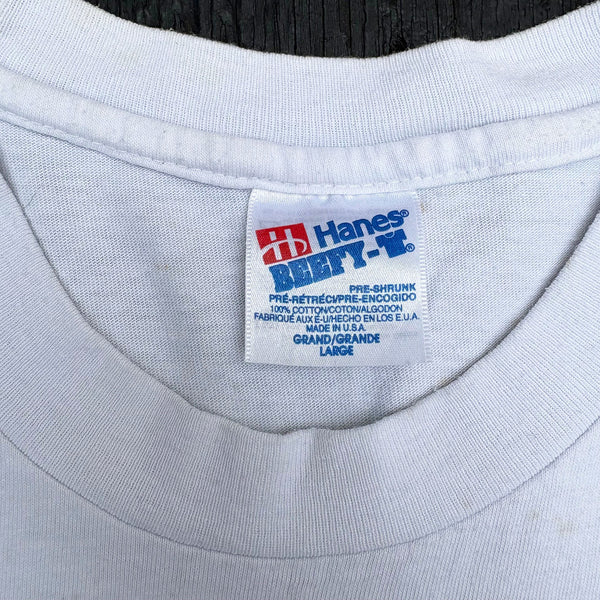 H Hanes®
BEEFY-T®
PRE-SHRUNK
PRÉ-RÉTRÉCI/PRE-ENCOGIDO
100% COTTON/COTON/ALGODON
FABRIQUÉ AUX É-U/HECHO EN LOS E.U.A.
MADE IN U.S.A.
GRAND/GRANDE
LARGE